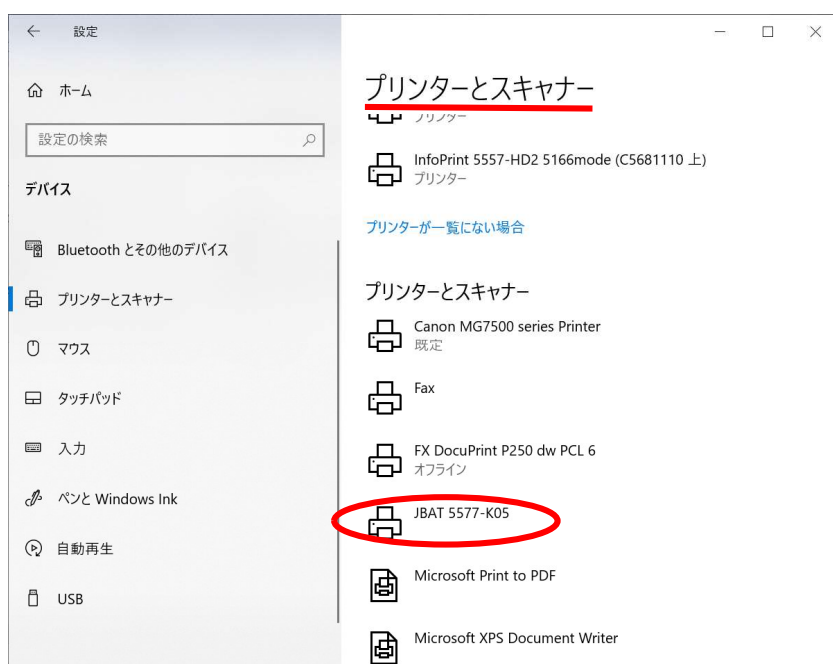 設定
ホーム
設定の検索
デバイス
Bluetooth とその他のデバイス
プリンターとスキャナー
マウス
タッチパッド
入力
ペンと Windows Ink
自動再生
USB
プリンターとスキャナー
プリンター
InfoPrint 5557-HD2 5166mode (C5681110 上)
プリンター
プリンターが一覧にない場合
プリンターとスキャナー
Canon MG7500 series Printer
既定
Fax
FX DocuPrint P250 dw PCL 6
オフライン
JBAT 5577-K05
Microsoft Print to PDF
Microsoft XPS Document Writer